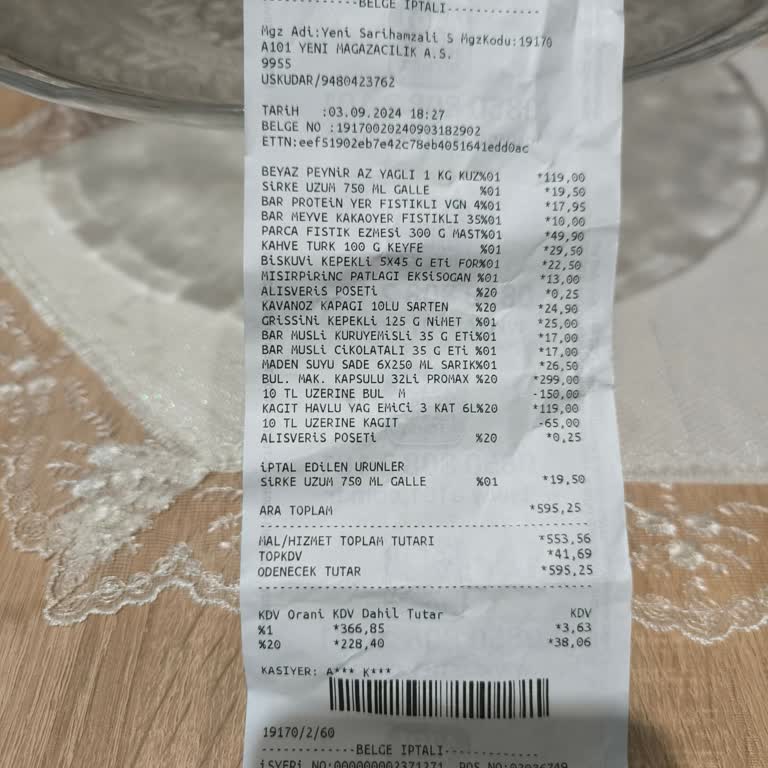 ------------BELGE IPTALI------------
Mgz Adi:Yeni Sarihamzali S MgzKodu:19170
A101 YENI MAGAZACILIK A.S.
9955
USKUDAR/9480423762
TARiH :03.09.2024 18:27
BELGE NO :19170020240903182902
ETTN:eef51902eb7e42c78eb4051641edd0ac
BEYAZ PEYNiR AZ YAGLI 1 KG KUZ%01 *119,00
SiRKE UZUM 750 ML GALLE %01 *19,50
BAR PROTEiN YER FISTIKLI VGN 4%01 *17,95
BAR MEYVE KAKAOYER FISTIKLI 35%01 *10,00
PARCA FISTIK EZMESi 300 G MAST%01 *49,90
KAHVE TURK 100 G KEYFE %01 *29,50
BiSKUVi KEPEKLi 5X45 G ETi FOR%01 *22,50
MISIRPiRiNC PATLAGI EKSiSOGAN %01 *13,00
ALISVERiS POSETi %20 *0,25
KAVANOZ KAPAGI 10LU SARTEN %20 *24,90
GRiSSiNi KEPEKLi 125 G NiMET %01 *25,00
BAR MUSLi KURUYEMiSLi 35 G ETi%01 *17,00
BAR MUSLi CiKOLATALI 35 G ETi %01 *17,00
MADEN SUYU SADE 6X250 ML SARIK%01 *26,50
BUL. MAK. KAPSULU 32Li PROMAX %20 *299,00
10 TL UZERiNE BUL M -150,00
KAGIT HAVLU YAG EMiCi 3 KAT 6L%20 *119,00
10 TL UZERiNE KAGIT -65,00
ALISVERiS POSETi %20 *0,25
iPTAL EDiLEN URUNLER
SiRKE UZUM 750 ML GALLE %01 *19,50
ARA TOPLAM *595,25
MAL/HiZMET TOPLAM TUTARI *553,56
TOPKDV *41,69
ODENECEK TUTAR *595,25
KDV Orani KDV Dahil Tutar KDV
%1 *366,85 *3,63
%20 *228,40 *38,06
KASiYER: A*** K***
19170/2/60
------------BELGE IPTALI------------
iSYERi NO:000000002371271 POS NO:02036749